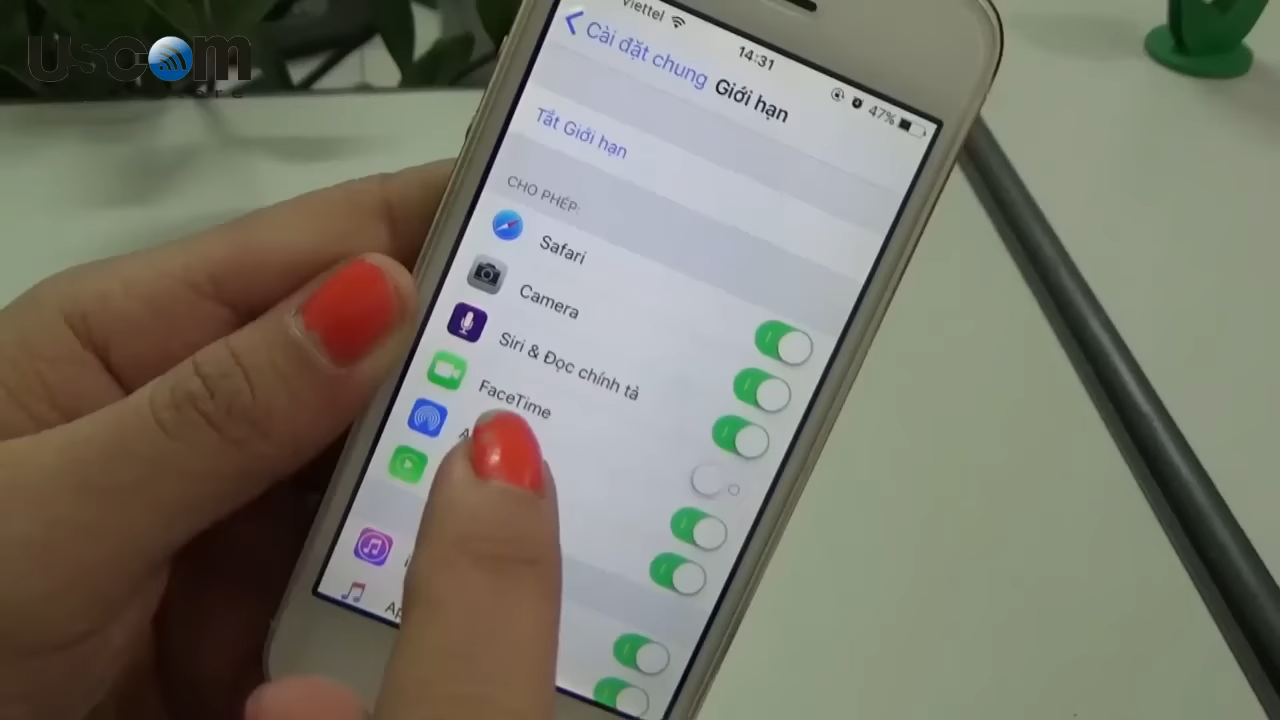 Uscom
viettel
14:31
47%
Cài đặt chung
Giới hạn
Tắt Giới hạn
CHO PHÉP:
Safari
Camera
Siri & Đọc chính tả
FaceTime